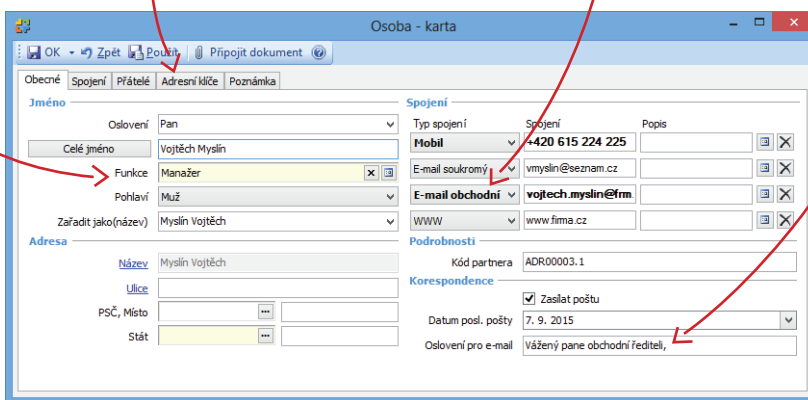 Osoba - karta
OK Zpět Použít Připojit dokument
Obecné Spojení Přátelé Adresní klíče Poznámka
Jméno
Oslovení Pan
Celé jméno Vojtěch Myslín
Funkce Manažer
Pohlaví Muž
Zařadit jako(název) Myslín Vojtěch
Adresa
Název Myslín Vojtěch
Ulice
PSČ, Místo
Stát
Spojení
Typ spojení Spojení Popis
Mobil +420 615 224 225
E-mail soukromý vmyslin@seznam.cz
E-mail obchodní vojtech.myslin@frm
WWW www.firma.cz
Podrobnosti
Kód partnera ADR00003.1
Korespondence
Zasílat poštu
Datum posl. pošty 7. 9. 2015
Oslovení pro e-mail Vážený pane obchodní řediteli,